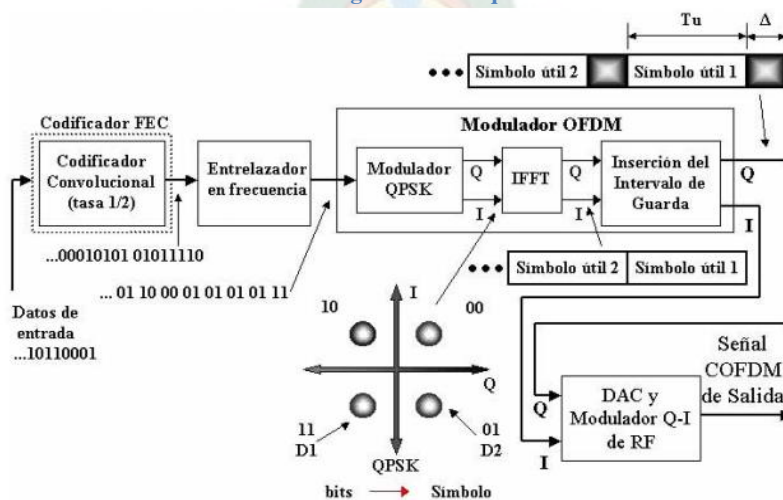 Tu
Δ
••• Símbolo útil 2
Símbolo útil 1
Codificador FEC
Modulador OFDM
Codificador
Convolucional
(tasa 1/2)
Entrelazador
en frecuencia
Modulador
QPSK
Q
I
IFFT
Q
I
Inserción del
Intervalo de
Guarda
Q
I
...00010101 01011110
... 01 10 00 01 01 01 01 11
••• Símbolo útil 2
Símbolo útil 1
Datos de
entrada
...10110001
10
I
00
Q
11
D1
01
D2
QPSK
bits
Símbolo
Q
I
DAC y
Modulador Q-I
de RF
Señal
COFDM
de Salida